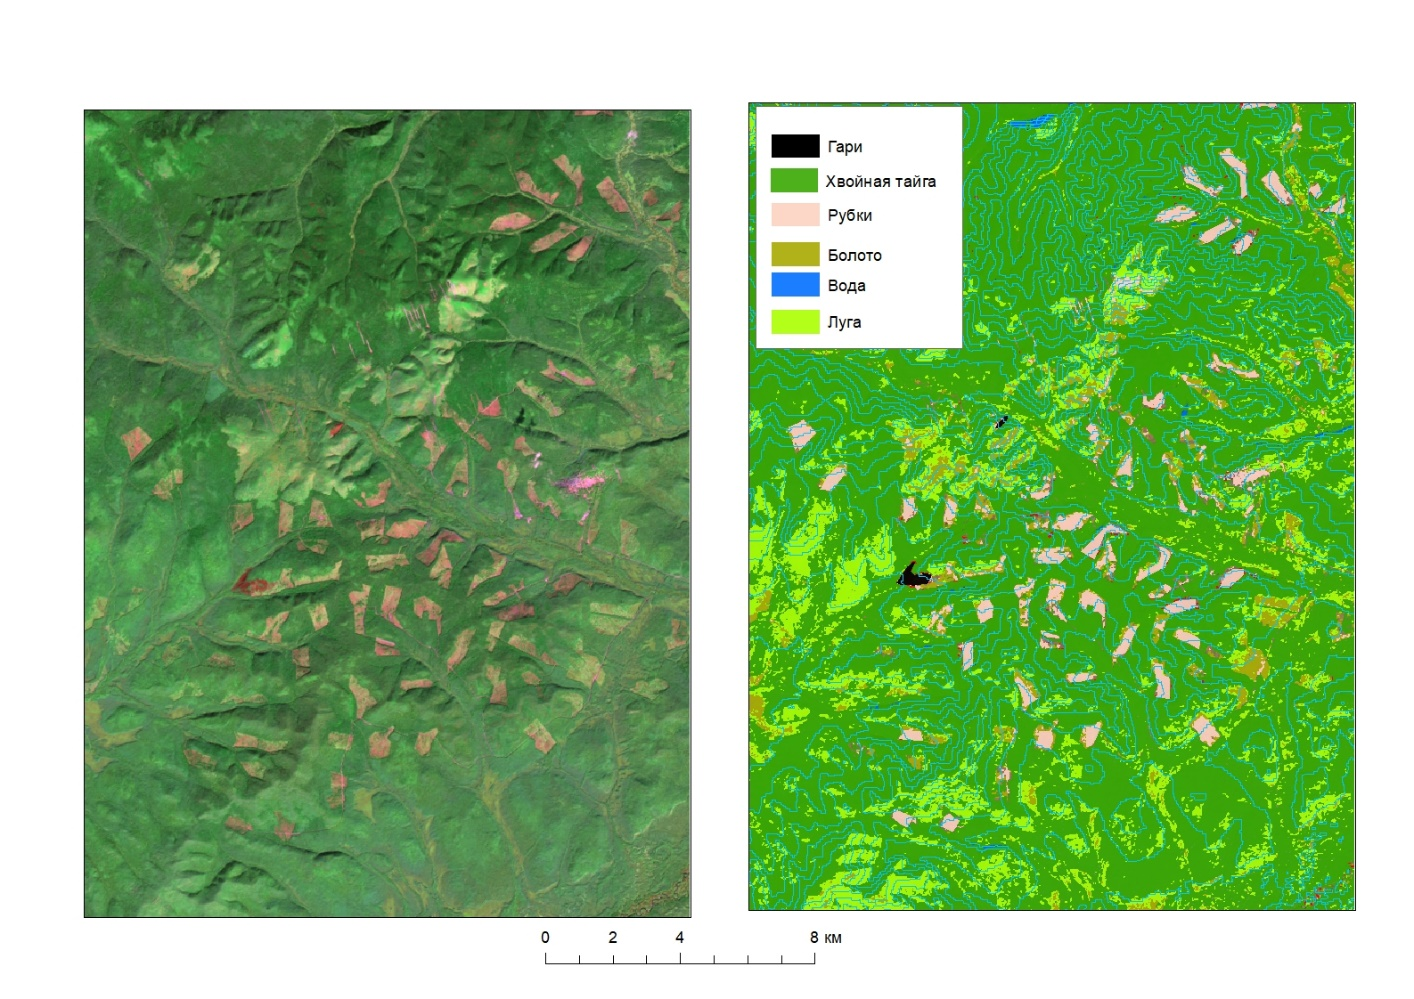 Гари
Хвойная тайга
Рубки
Болото
Вода
Луга
0 2 4 8 км